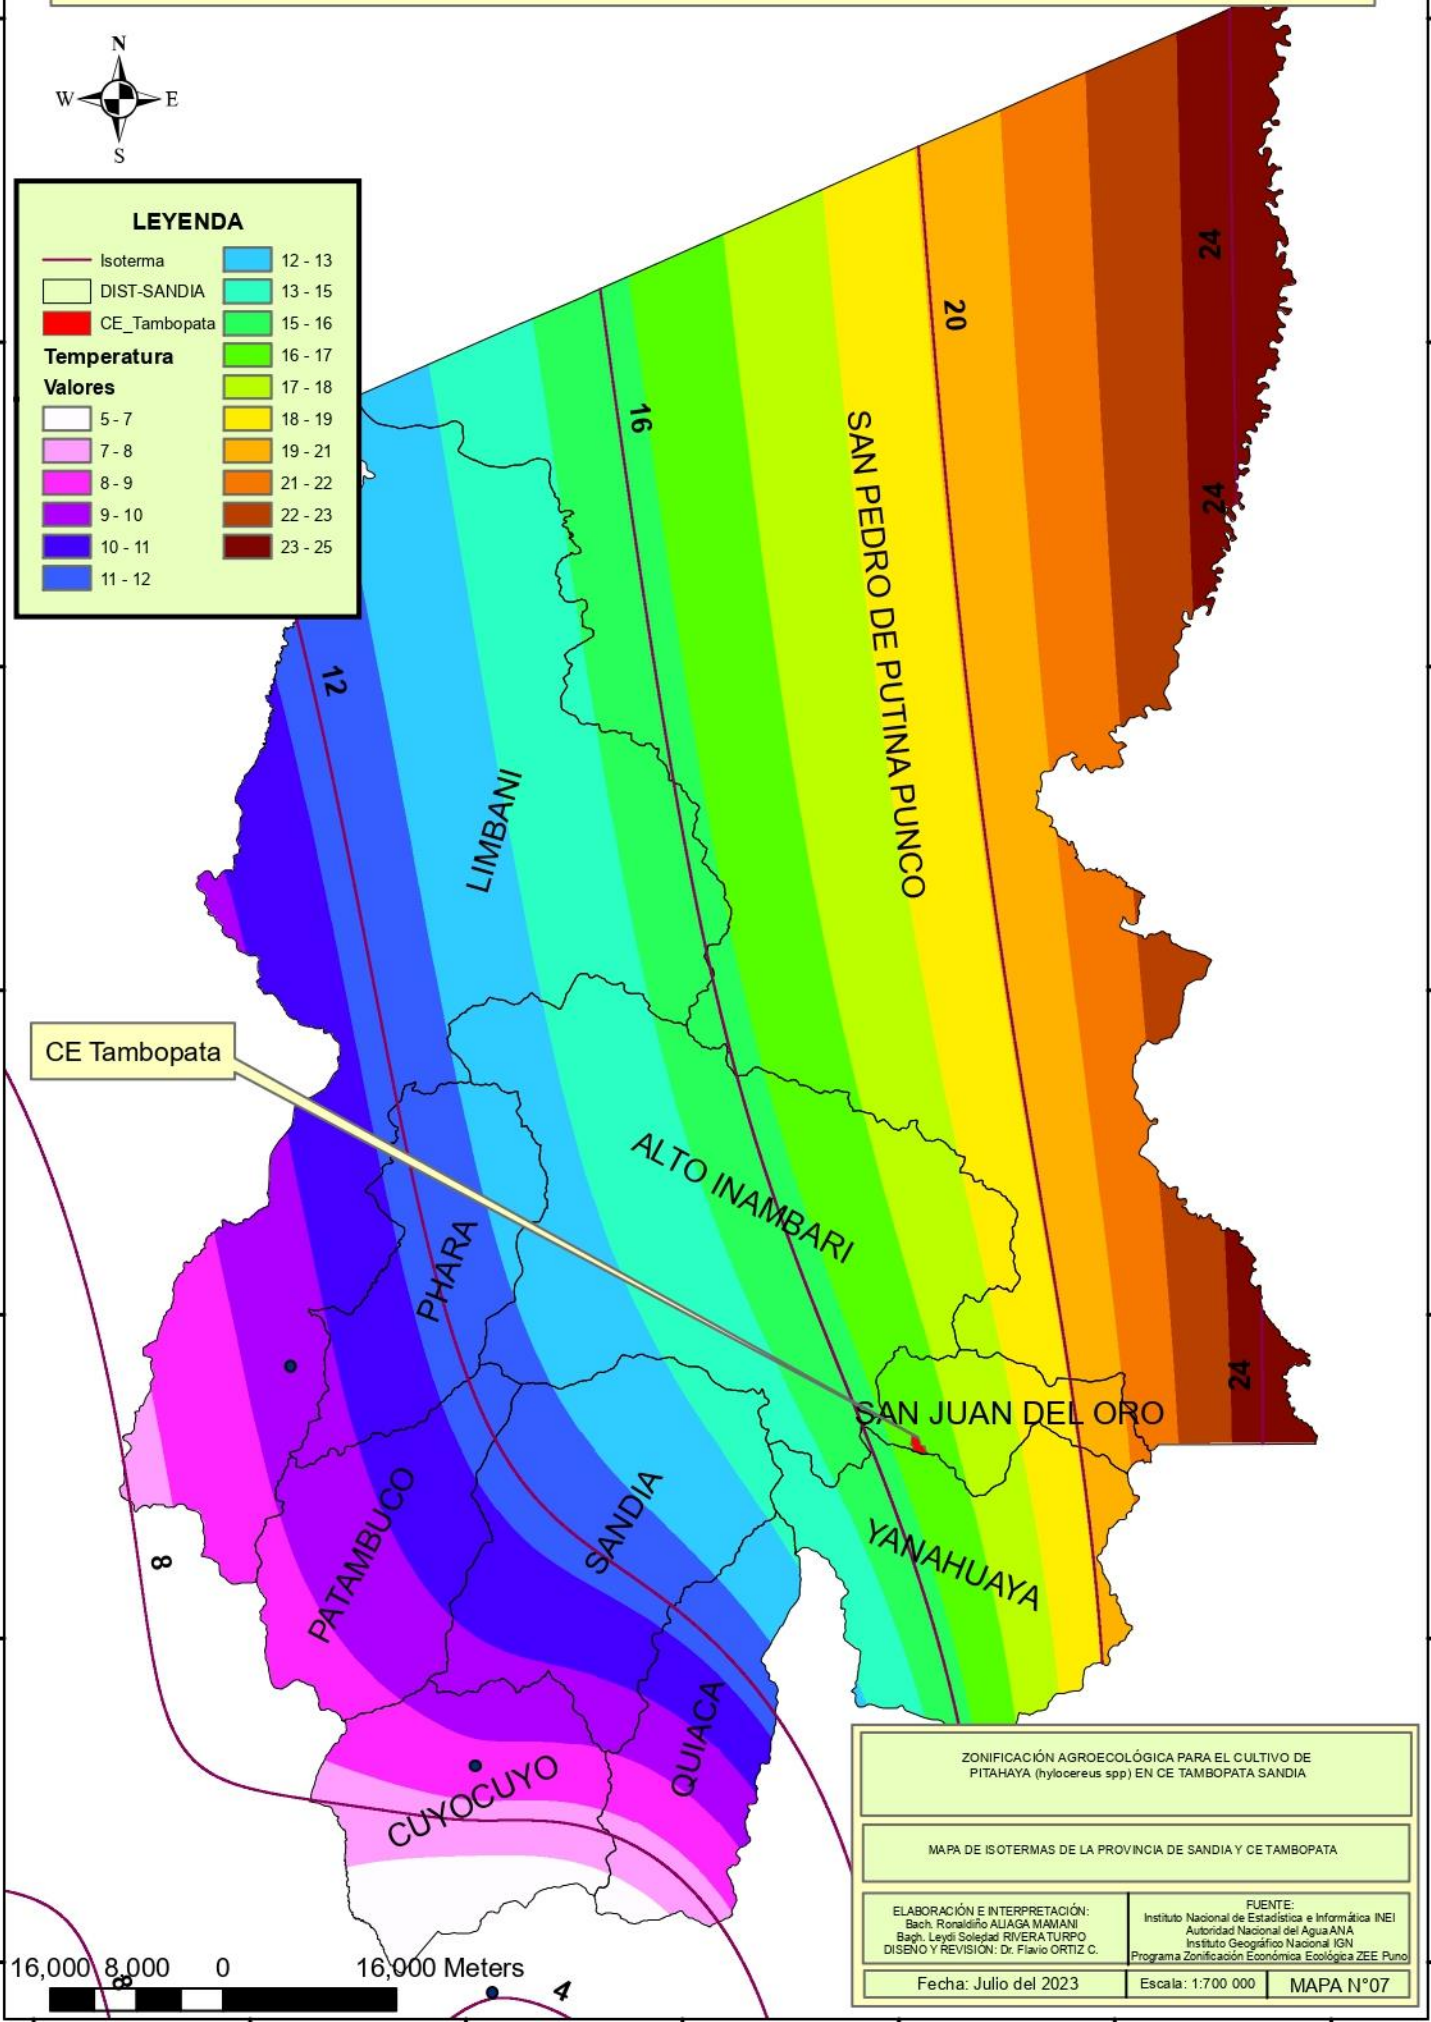 N
W E
S
LEYENDA
Isoterma
DIST-SANDIA
CE_Tambopata
Temperatura
Valores
5 - 7
7 - 8
8 - 9
9 - 10
10 - 11
11 - 12
12 - 13
13 - 15
15 - 16
16 - 17
17 - 18
18 - 19
19 - 21
21 - 22
22 - 23
23 - 25
24
20
16
24
12
SAN PEDRO DE PUTINA PUNCO
LIMBANI
CE Tambopata
ALTO INAMBARI
PHARA
24
SAN JUAN DEL ORO
SANDIA
PATAMBUCO
YANAHUAYA
8
QUIACA
CUYOCUYO
16,000 8,000 0 16,000 Meters
8
4
ZONIFICACIÓN AGROECOLÓGICA PARA EL CULTIVO DE
PITAHAYA (hylocereus spp) EN CE TAMBOPATA SANDIA
MAPA DE ISOTERMAS DE LA PROVINCIA DE SANDIA Y CE TAMBOPATA
ELABORACIÓN E INTERPRETACIÓN:
Bach. Ronaldiño ALIAGA MAMANI
Bagh. Leydi Soledad RIVERA TURPO
DISEÑO Y REVISIÓN: Dr. Flavio ORTIZ C.
FUENTE:
Instituto Nacional de Estadística e Informática INEI
Autoridad Nacional del Agua ANA
Instituto Geográfico Nacional IGN
Programa Zonificación Económica Ecológica ZEE Puno
Fecha: Julio del 2023
Escala: 1:700 000
MAPA N°07